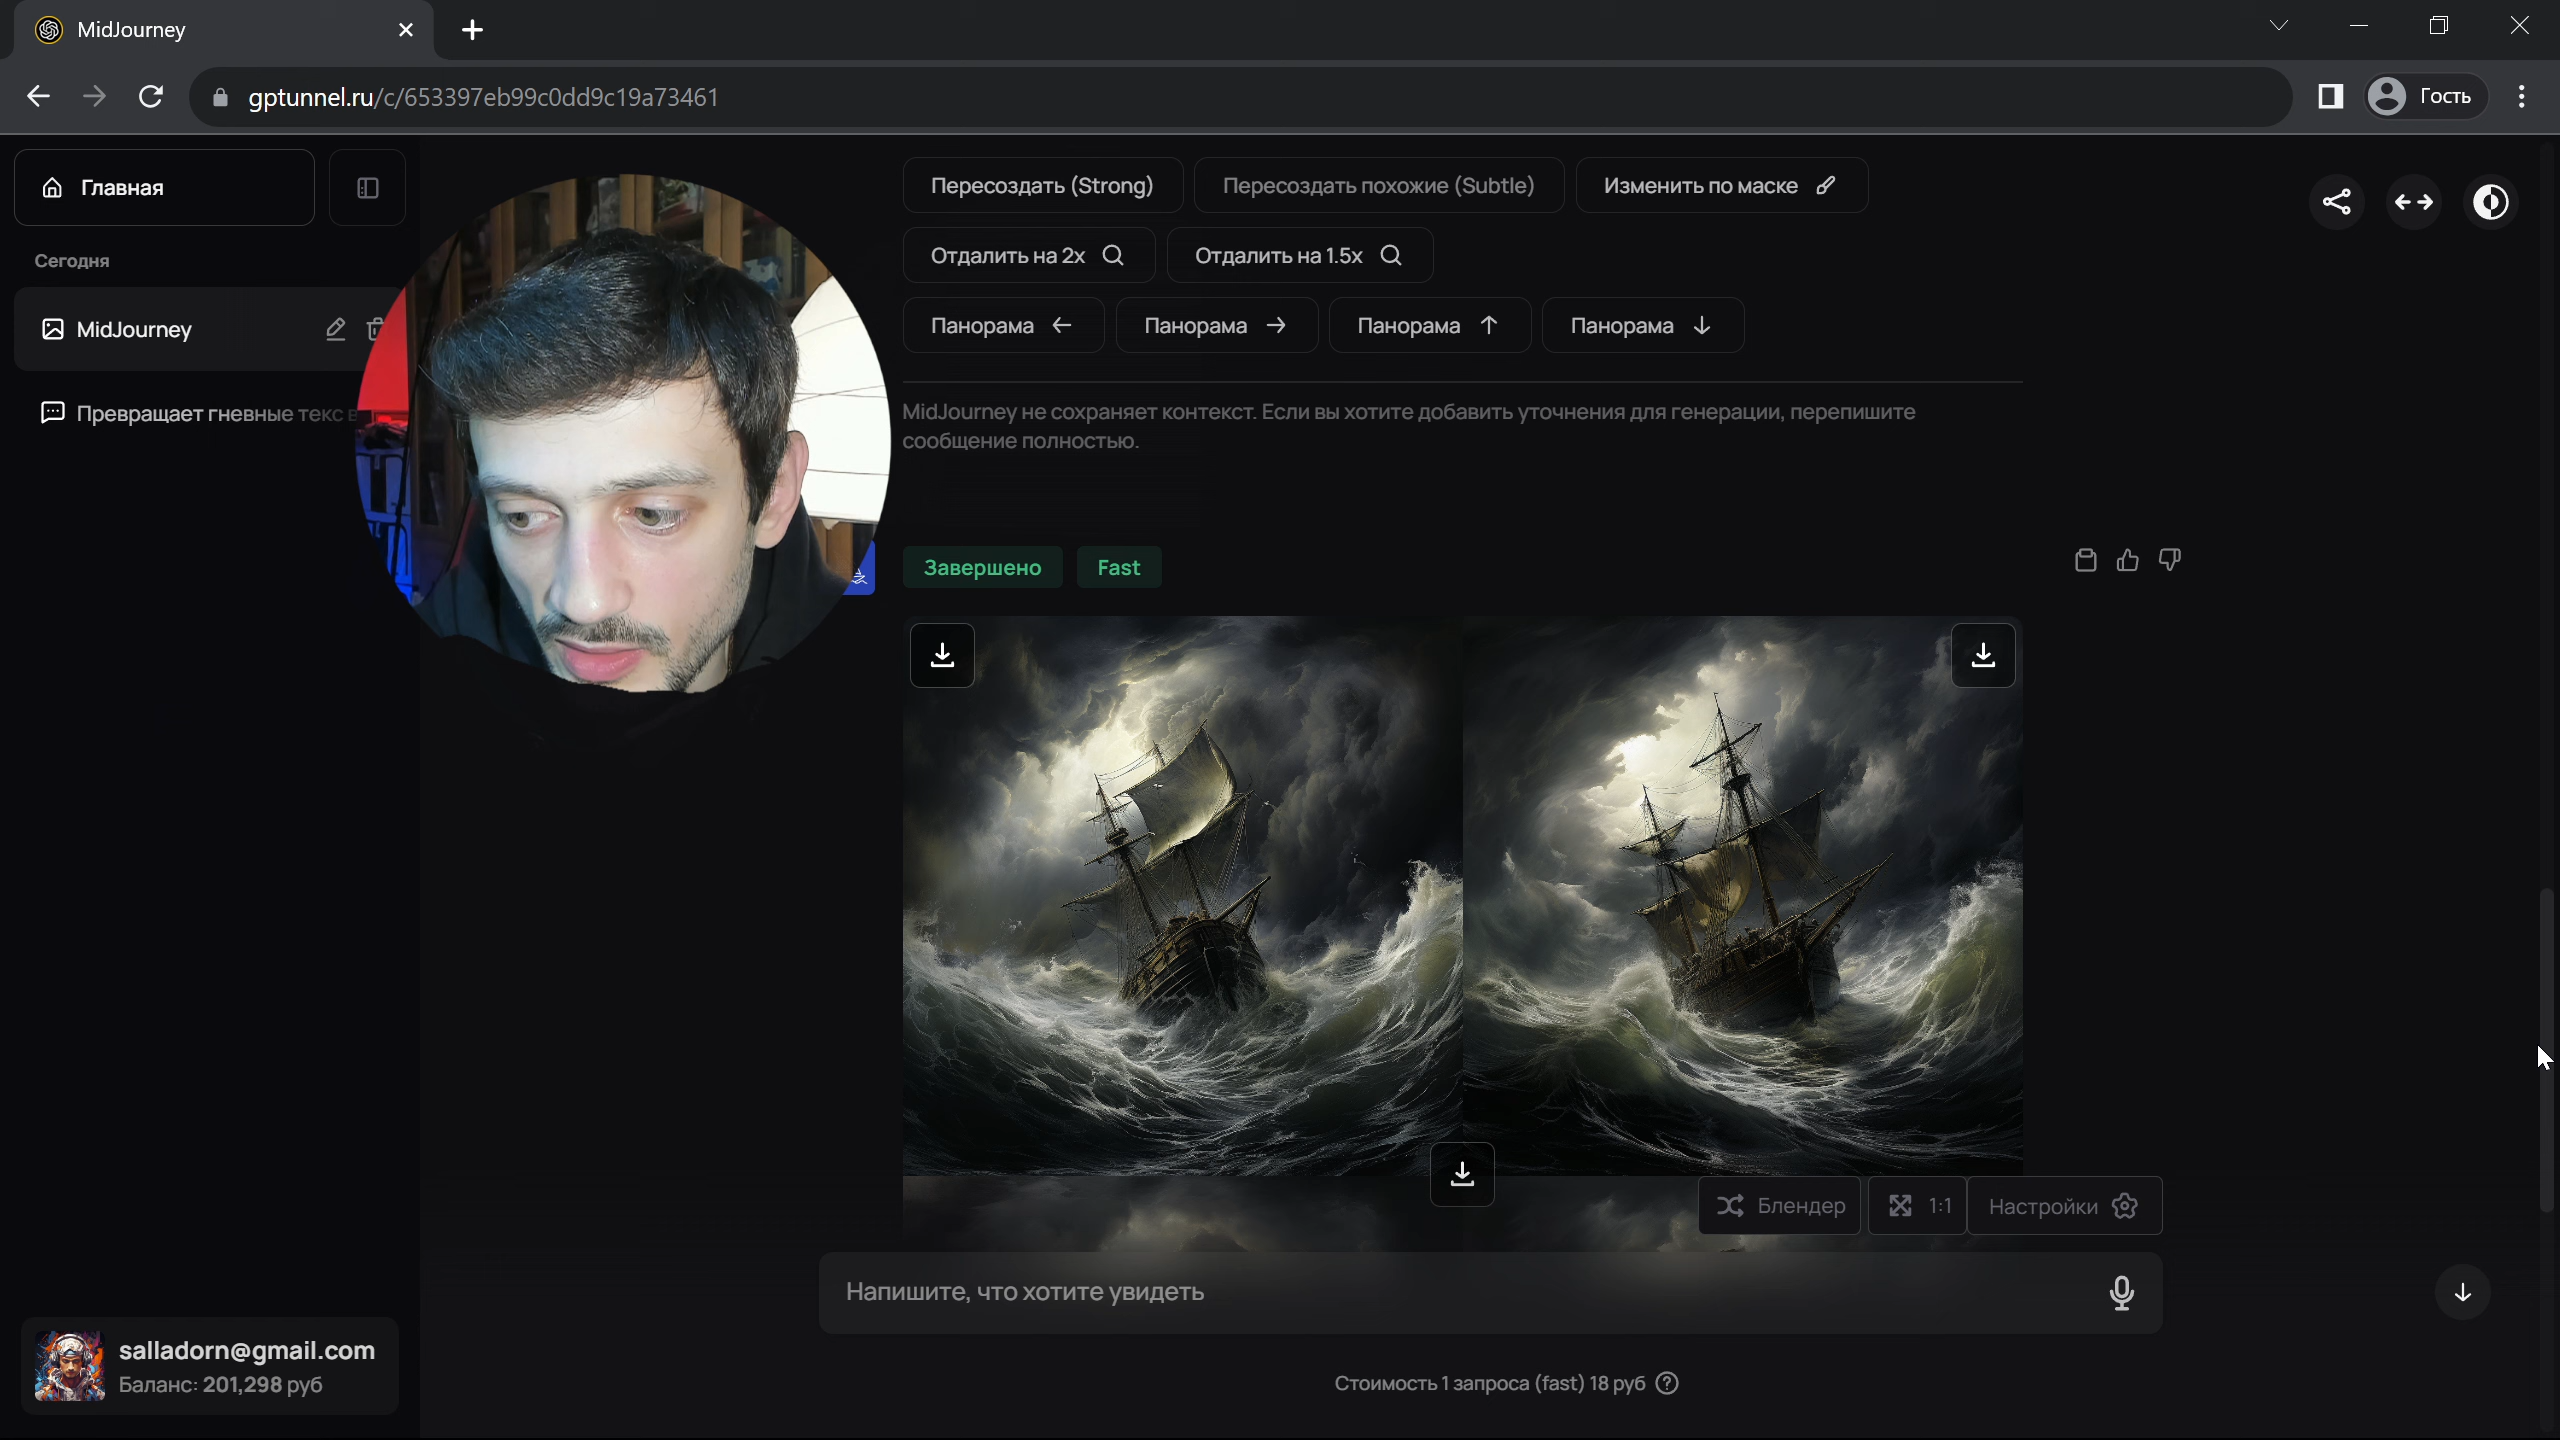 MidJourney
gptunnel.ru/c/653397eb99c0dd9c19a73461
Гость
Главная
Сегодня
MidJourney
Превращает гневные текс в
Пересоздать (Strong)
Пересоздать похожие (Subtle)
Изменить по маске
Отдалить на 2x
Отдалить на 1.5x
Панорама
Панорама
Панорама
Панорама
MidJourney не сохраняет контекст. Если вы хотите добавить уточнения для генерации, перепишите
сообщение полностью.
Завершено
Fast
Блендер
1:1
Настройки
Напишите, что хотите увидеть
Стоимость 1 запроса (fast) 18 руб
salladorn@gmail.com
Баланс: 201,298 руб